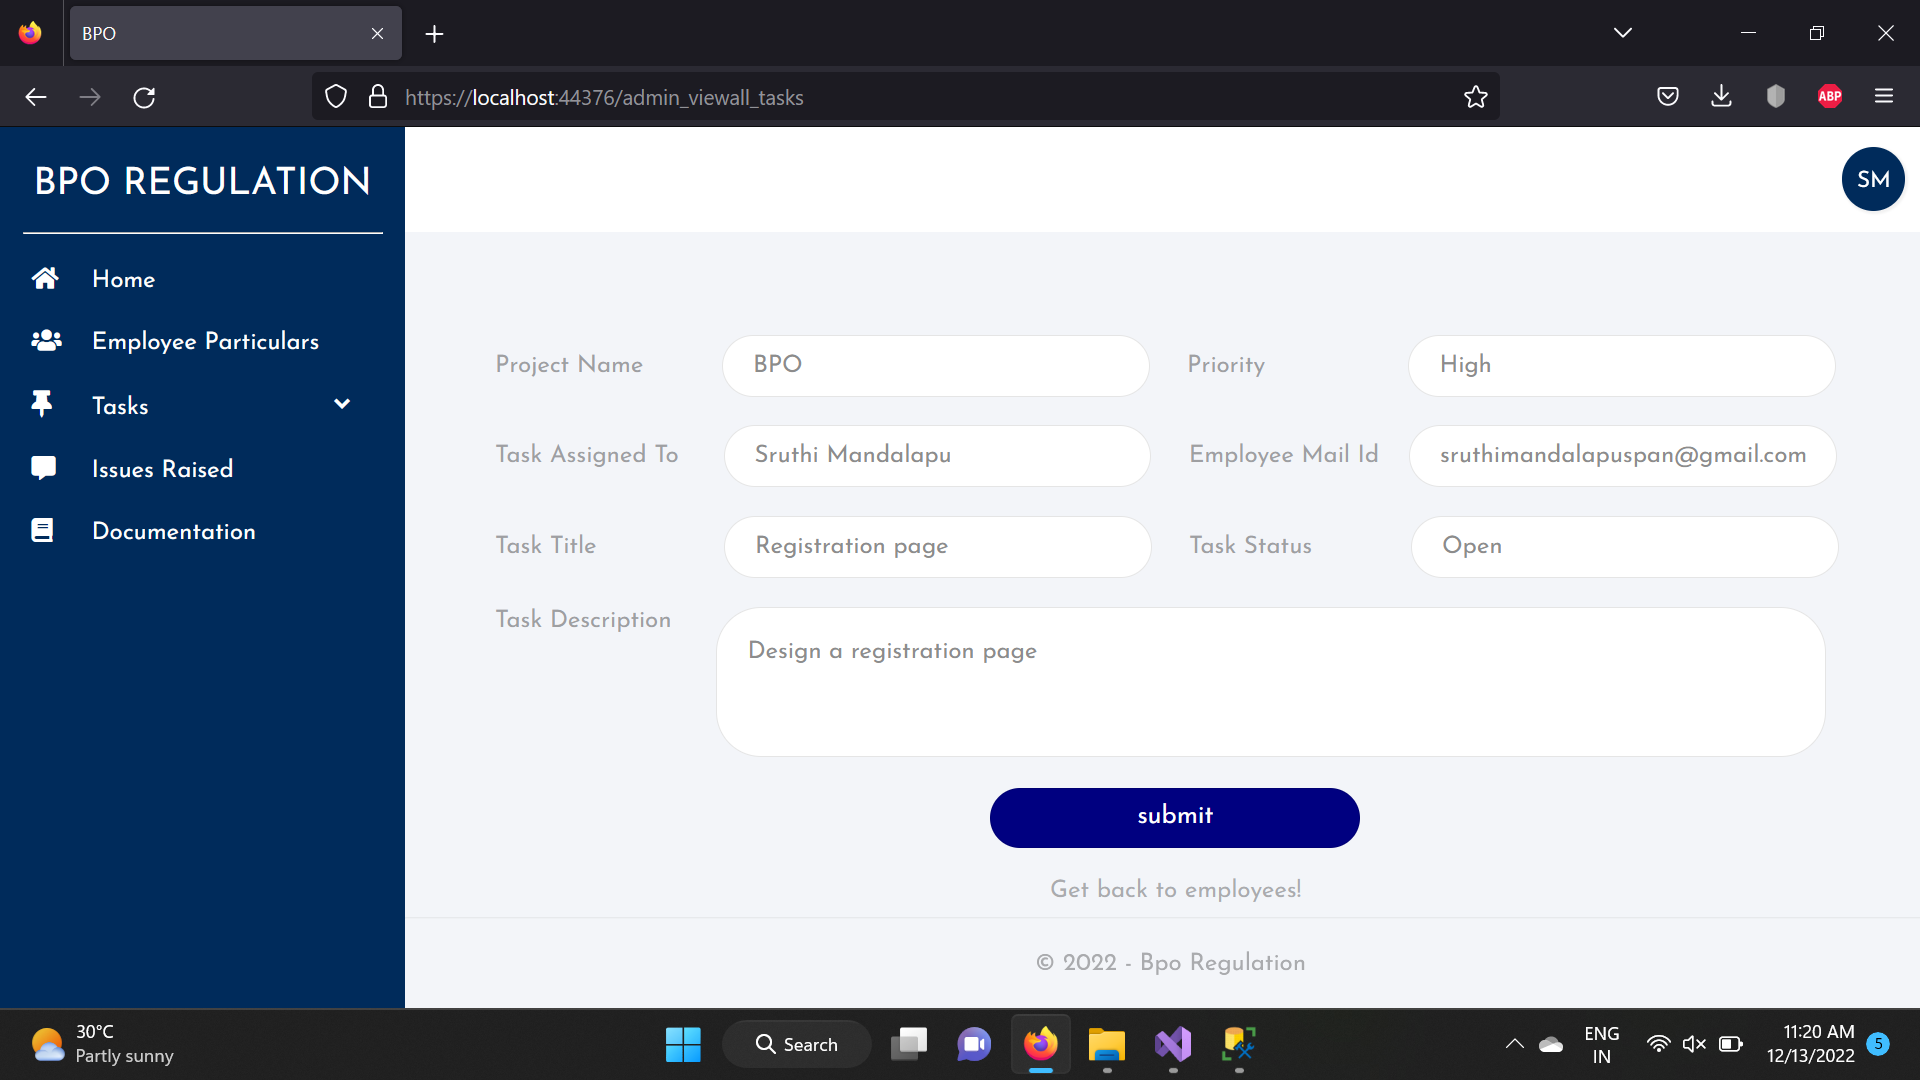 BPO
https://localhost:44376/admin_viewall_tasks
ABP
BPO REGULATION
SM
Home
Employee Particulars
Tasks
Issues Raised
Documentation
Project Name BPO Priority High
Task Assigned To Sruthi Mandalapu Employee Mail Id sruthimandalapuspan@gmail.com
Task Title Registration page Task Status Open
Task Description
Design a registration page
submit
Get back to employees!
© 2022 - Bpo Regulation
30°C
Partly sunny
Search
ENG
IN
11:20 AM
12/13/2022
5